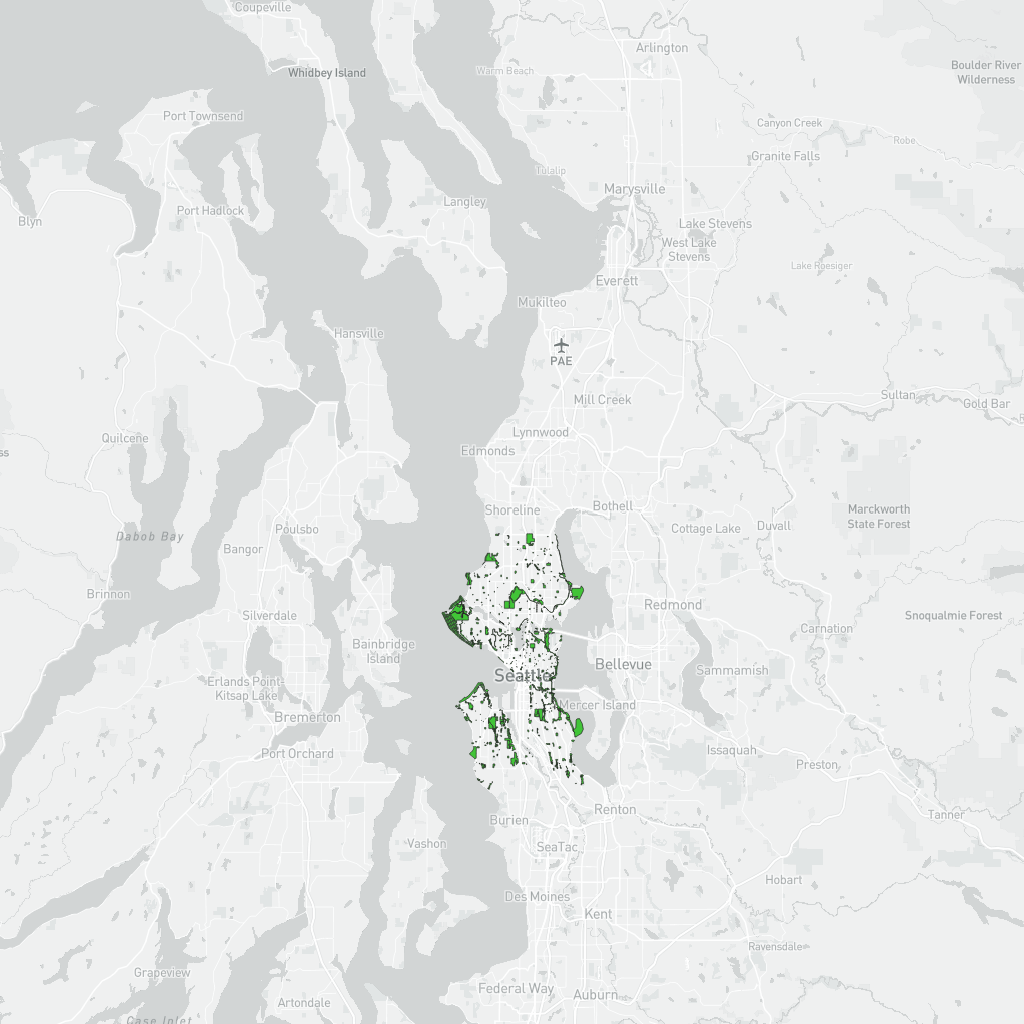 Coupeville
Arlington
Whidbey Island
Warm Beach
Boulder River
Wilderness
Port Townsend
Canyon Creek
Robe
Granite Falls
Tulalip
Marysville
Langley
Port Hadlock
Blyn
Lake Stevens
West Lake
Stevens
Lake Roesiger
Everett
Mukilteo
Hansville
PAE
Mill Creek
Sultan
Gold Bar
Lynnwood
Quilcene
Edmonds
ss
Shoreline
Bothell
Marckworth
State Forest
Poulsbo
Cottage Lake
Duvall
Dabob Bay
Bangor
Brinnon
Redmond
Silverdale
Snoqualmie Forest
Carnation
Bainbridge
Island
Bellevue
Sammamish
Seattle
Erlands Point-
Kitsap Lake
Mercer Island
Bremerton
Port Orchard
Issaquah
Preston
Renton
Tanner
Burien
Vashon
SeaTac
Hobart
Des Moines
Kent
Ravensdale
Grapeview
Federal Way
Auburn
Artondale
Case Inlet